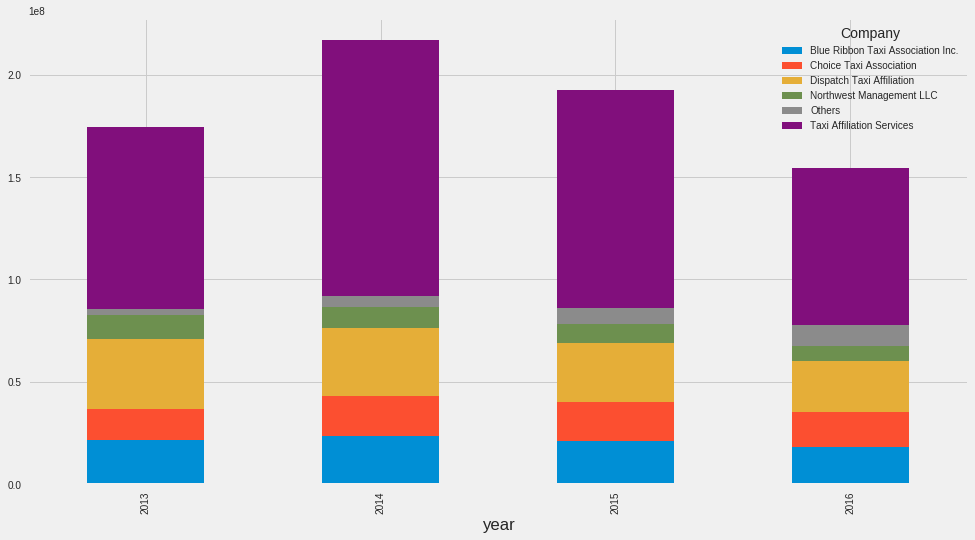 1e8
Company
Blue Ribbon Taxi Association Inc.
Choice Taxi Association
Dispatch Taxi Affiliation
Northwest Management LLC
Others
Taxi Affiliation Services
2.0
1.5
1.0
0.5
0.0
2013
2014
2015
2016
year